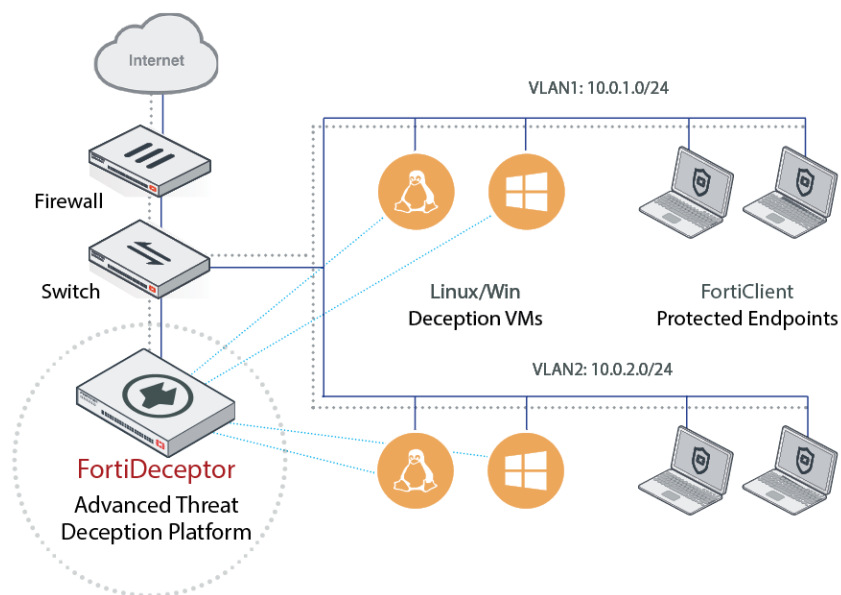 Internet
VLAN1: 10.0.1.0/24
Firewall
Switch
Linux/Win
Deception VMs
FortiClient
Protected Endpoints
VLAN2: 10.0.2.0/24
FortiDeceptor
Advanced Threat
Deception Platform